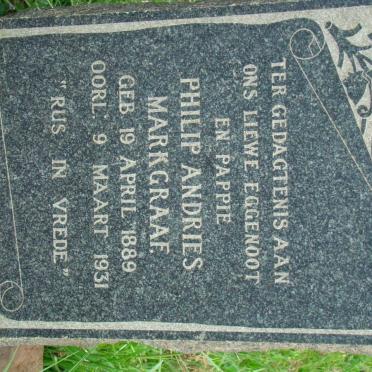 TER GEDAGTENIS AAN
ONS LIEWE EGGENOOT
EN PAPPIE
PHILIP ANDRIES
MARKGRAAF
GEB 19 APRIL 1889
OORL 9 MAART 1931
"RUS IN VREDE"